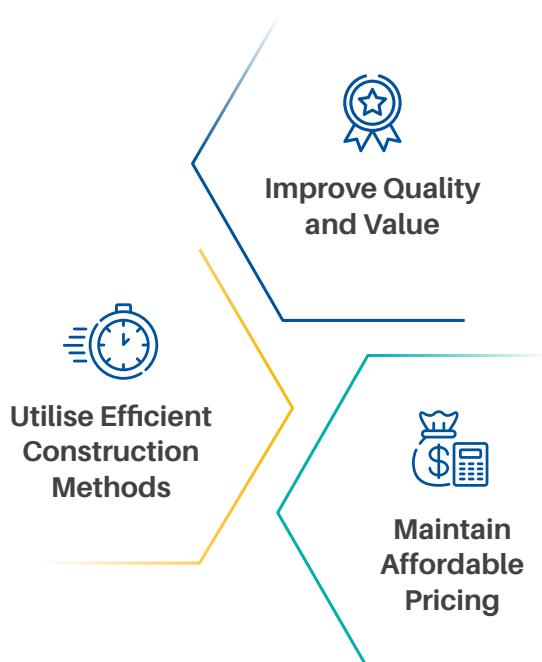 Improve Quality
and Value
Utilise Efficient
Construction
Methods
$
Maintain
Affordable
Pricing